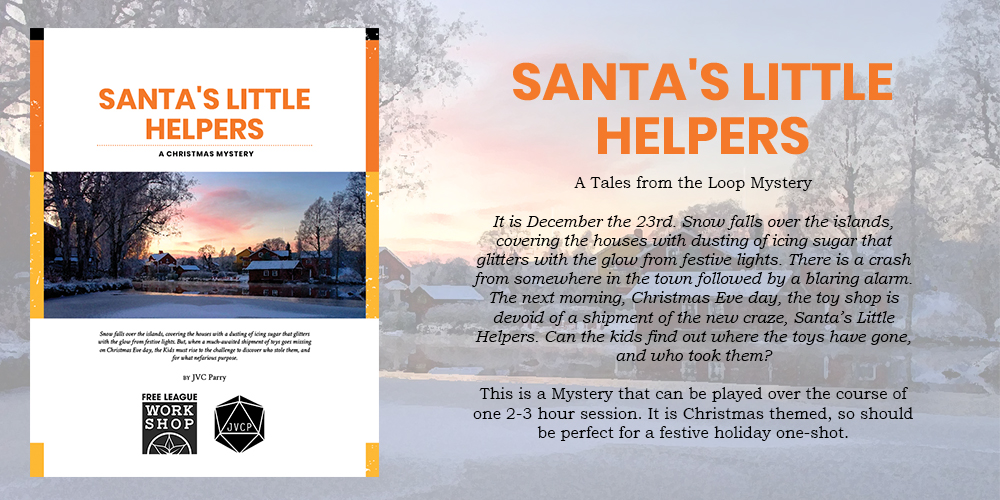 SANTA'S LITTLE
HELPERS
A CHRISTMAS MYSTERY
Snow falls over the islands, covering the houses with a dusting of icing sugar that glitters
with the glow from festive lights. But, when a much-awaited shipment of toys goes missing
on Christmas Eve day, the Kids must rise to the challenge to discover who stole them, and
for what nefarious purpose.
BY JVC Parry
FREE LEAGUE
WORK
SHOP
JVCP
SANTA'S LITTLE
HELPERS
A Tales from the Loop Mystery
It is December the 23rd. Snow falls over the islands,
covering the houses with dusting of icing sugar that
glitters with the glow from festive lights. There is a crash
from somewhere in the town followed by a blaring alarm.
The next morning, Christmas Eve day, the toy shop is
devoid of a shipment of the new craze, Santa's Little
Helpers. Can the kids find out where the toys have gone,
and who took them?
This is a Mystery that can be played over the course of
one 2-3 hour session. It is Christmas themed, so should
be perfect for a festive holiday one-shot.